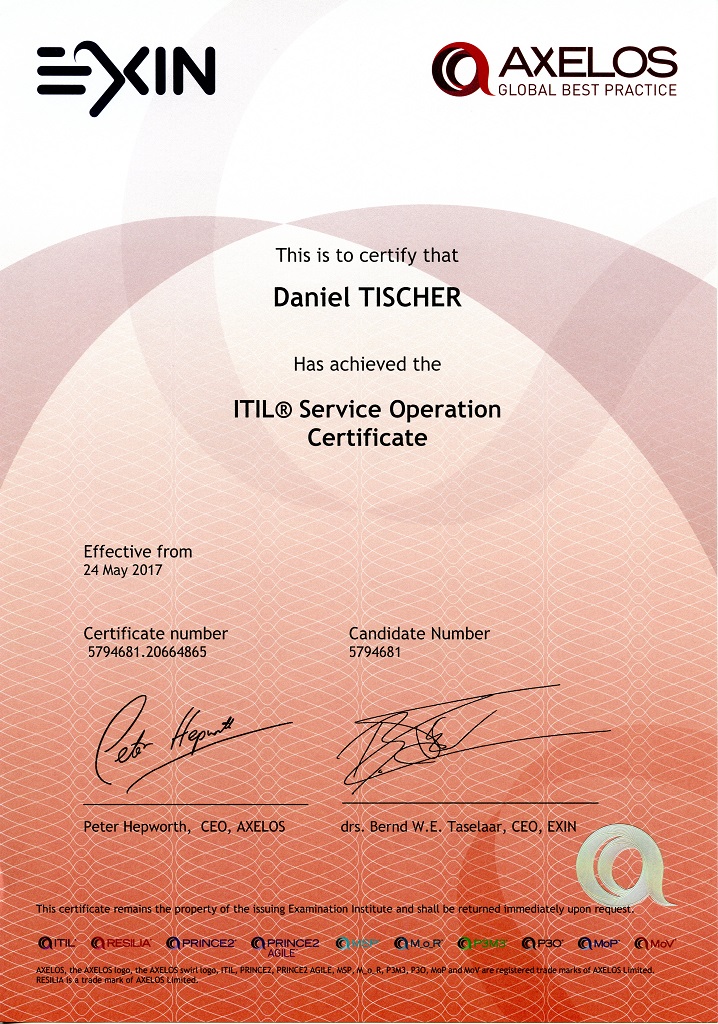 EXIN
AXELOS
GLOBAL BEST PRACTICE
This is to certify that
Daniel TISCHER
Has achieved the
ITIL® Service Operation
Certificate
Effective from
24 May 2017
Certificate number
5794681.20664865
Candidate Number
5794681
Peter Hepworth
Peter Hepworth, CEO, AXELOS
drs. Bernd W.E. Taselaar, CEO, EXIN
This certificate remains the property of the issuing Examination Institute and shall be returned immediately upon request.
ITIL® RESILIA™ PRINCE2® PRINCE2 AGILE™ MSP® M_o_R® P3M3® P3O® MoP™ MoV™
AXELOS, the AXELOS logo, the AXELOS swirl logo, ITIL, PRINCE2, PRINCE2 AGILE, MSP, M_o_R, P3M3, P3O, MoP and MoV are registered trade marks of AXELOS Limited.
RESILIA is a trade mark of AXELOS Limited.